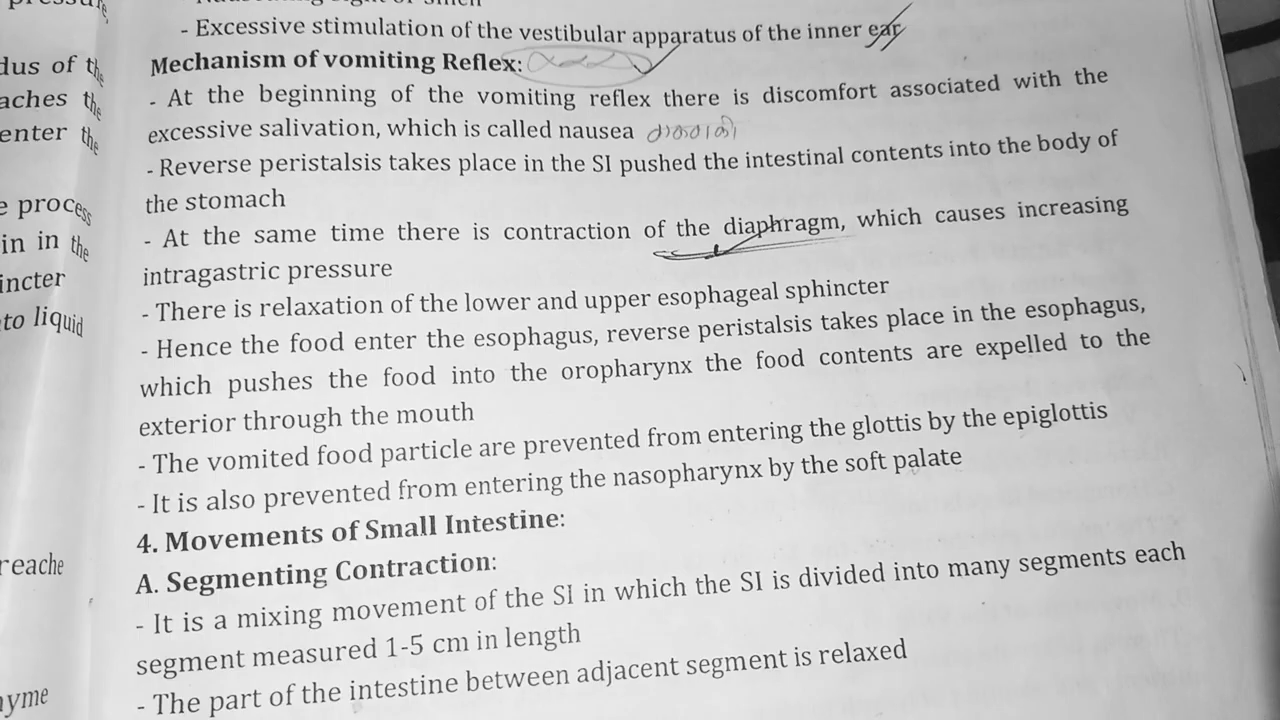 - Excessive stimulation of the vestibular apparatus of the inner ear
Mechanism of vomiting Reflex:
- At the beginning of the vomiting reflex there is discomfort associated with the
excessive salivation, which is called nausea
- Reverse peristalsis takes place in the SI pushed the intestinal contents into the body of
the stomach
- At the same time there is contraction of the diaphragm, which causes increasing
intragastric pressure
- There is relaxation of the lower and upper esophageal sphincter
- Hence the food enter the esophagus, reverse peristalsis takes place in the esophagus,
which pushes the food into the oropharynx the food contents are expelled to the
exterior through the mouth
- The vomited food particle are prevented from entering the glottis by the epiglottis
- It is also prevented from entering the nasopharynx by the soft palate
4. Movements of Small Intestine:
A. Segmenting Contraction:
- It is a mixing movement of the SI in which the SI is divided into many segments each
segment measured 1-5 cm in length
- The part of the intestine between adjacent segment is relaxed
of the
the
enter the
process
in in the
to liquid